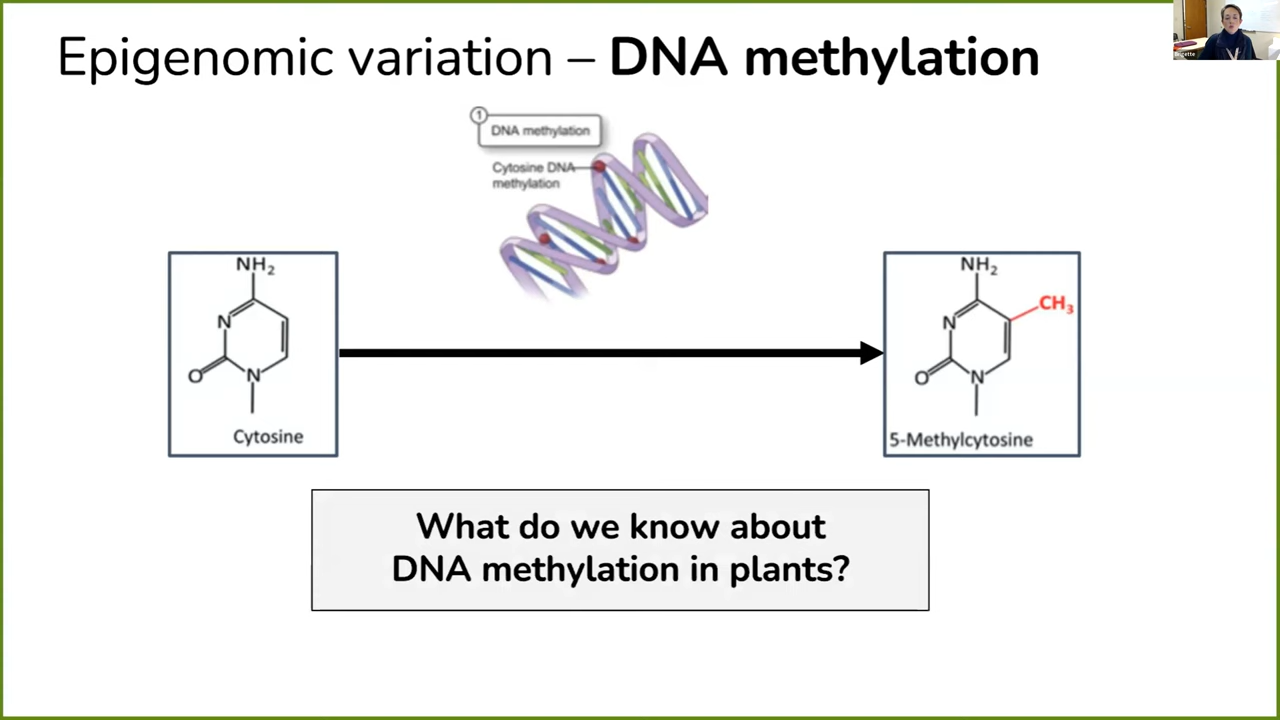 Epigenomic variation – DNA methylation
1
DNA methylation
Cytosine DNA
methylation
NH₂
N
O
N
Cytosine
NH₂
CH₃
N
O
N
5-Methylcytosine
What do we know about
DNA methylation in plants?